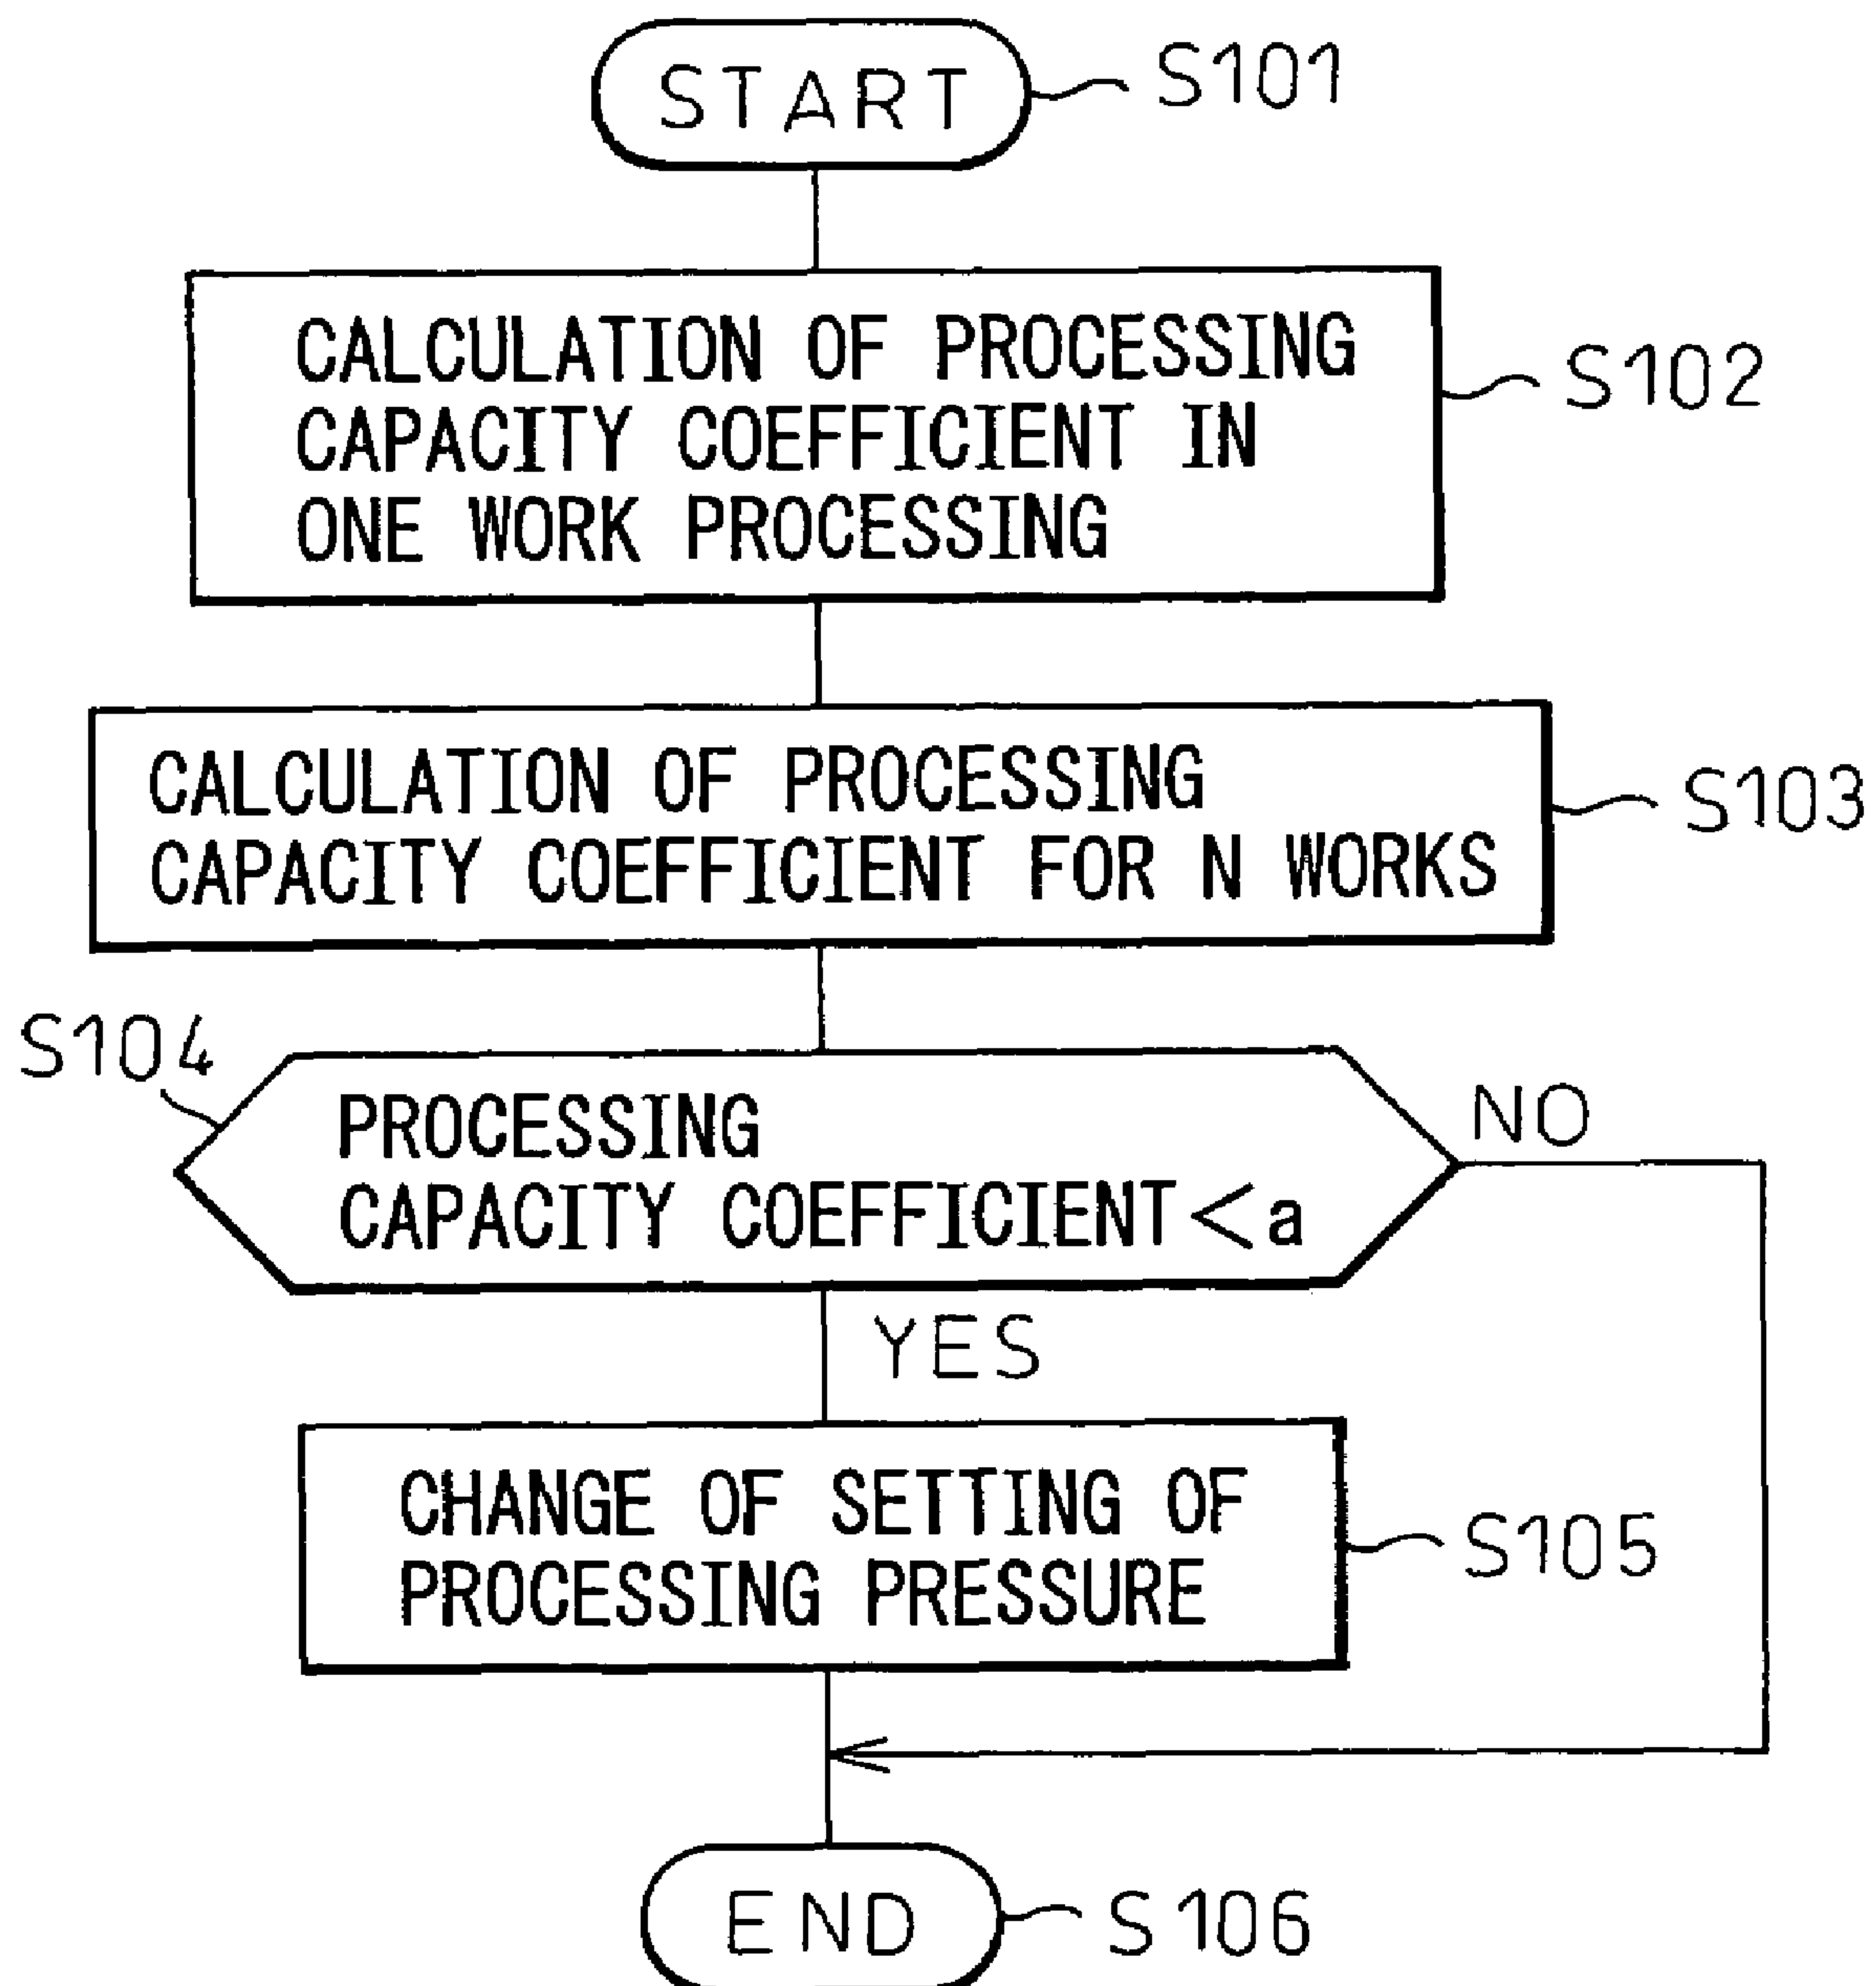 START
S101
CALCULATION OF PROCESSING
CAPACITY COEFFICIENT IN
ONE WORK PROCESSING
S102
CALCULATION OF PROCESSING
CAPACITY COEFFICIENT FOR N WORKS
S103
S104
PROCESSING
CAPACITY COEFFICIENT<a
NO
YES
CHANGE OF SETTING OF
PROCESSING PRESSURE
S105
END
S106